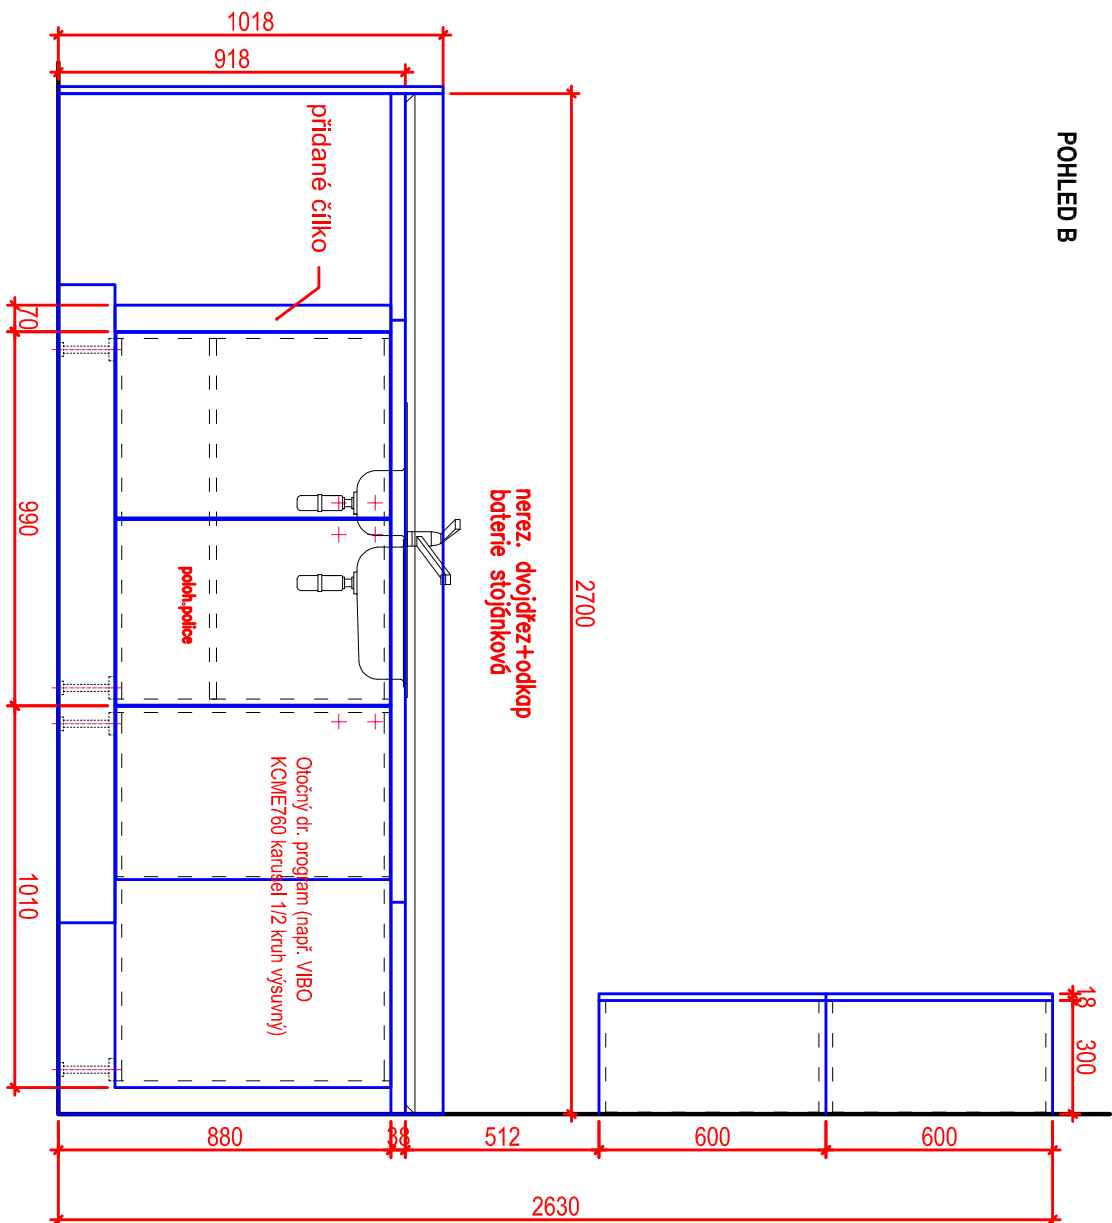 POHLED B
1018
918
2700
přidané čílko
70
990
1010
nerez. dvojdřez+odkap
baterie stojánková
poloh.police
Otočný dr. program (např. VIBO
KCME760 karusel 1/2 kruh výsuvný)
18
300
880
38
512
600
600
2630